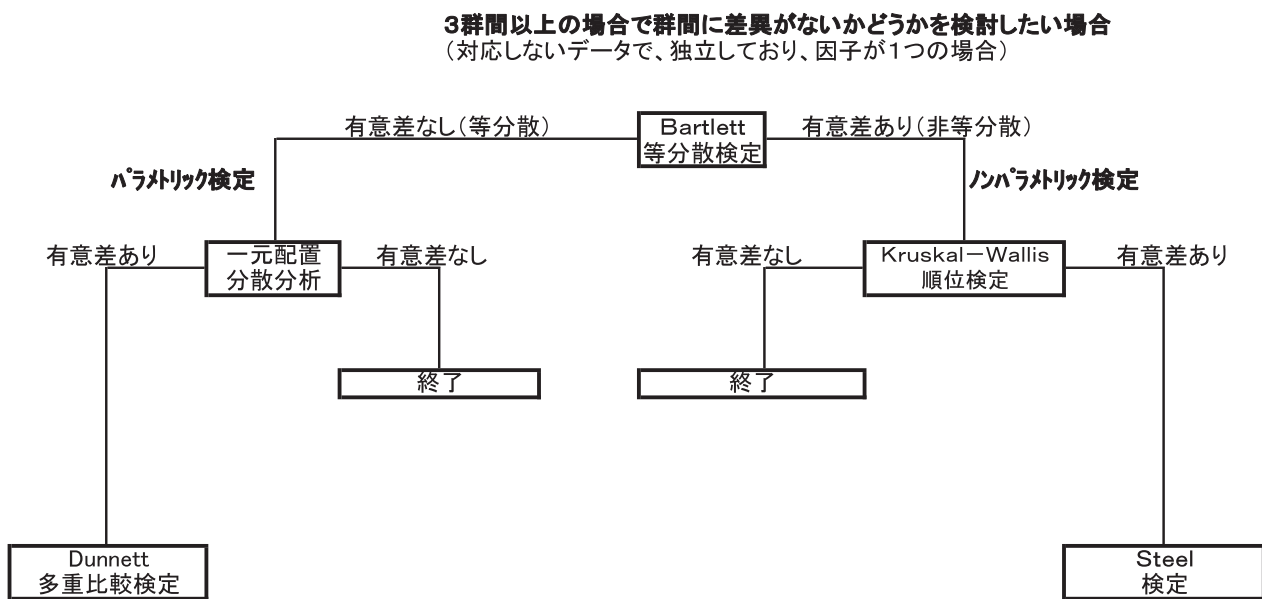 3群間以上の場合で群間に差異がないかどうかを検討したい場合
（対応しないデータで、独立しており、因子が１つの場合）
有意差なし（等分散）
Bartlett
等分散検定
有意差あり（非等分散）
ﾊﾟﾗﾒﾄﾘｯｸ検定
ﾉﾝﾊﾟﾗﾒﾄﾘｯｸ検定
有意差あり
一元配置
分散分析
有意差なし
有意差なし
Kruskal－Wallis
順位検定
有意差あり
終了
終了
Dunnett
多重比較検定
Steel
検定